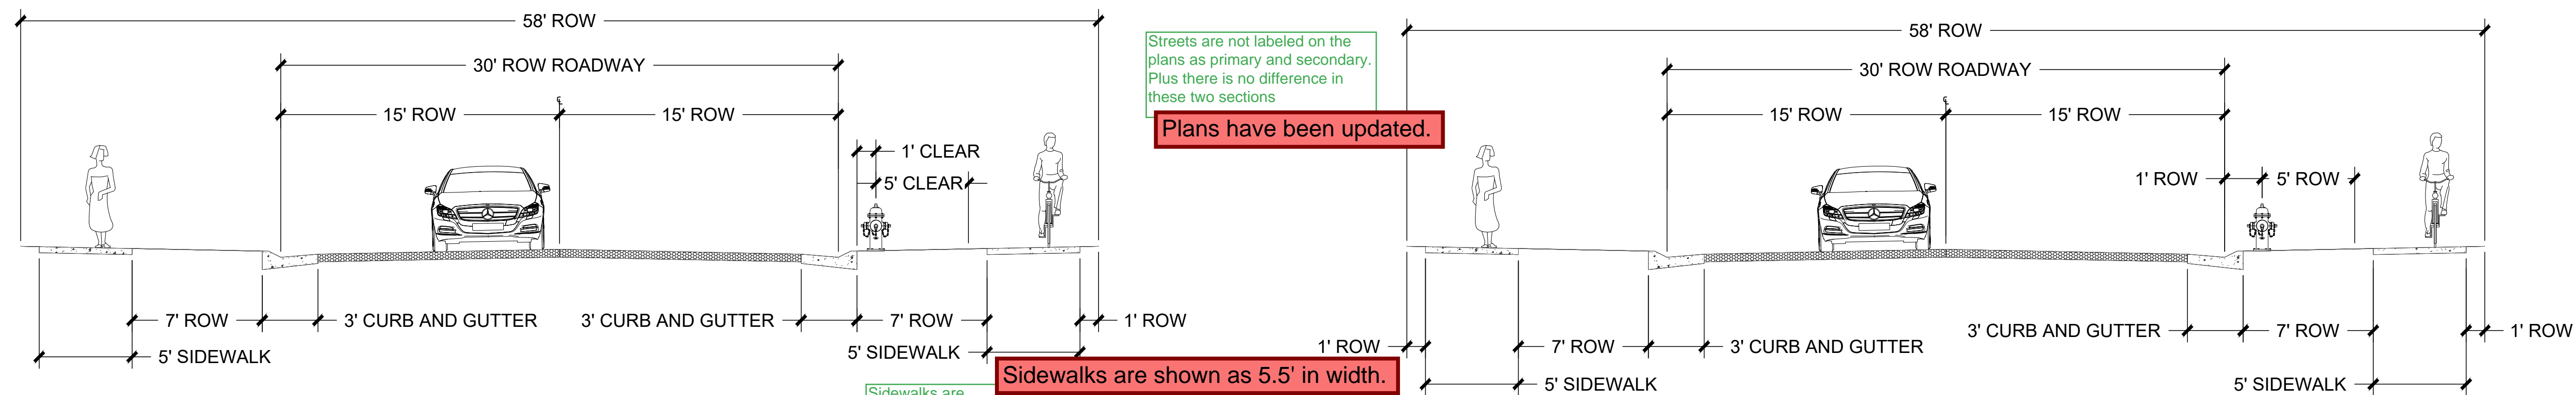 58' ROW
30' ROW ROADWAY
15' ROW
15' ROW
℄
1' CLEAR
5' CLEAR
7' ROW
3' CURB AND GUTTER
3' CURB AND GUTTER
7' ROW
1' ROW
5' SIDEWALK
5' SIDEWALK
Streets are not labeled on the
plans as primary and secondary.
Plus there is no difference in
these two sections
Plans have been updated.
Sidewalks are shown as 5.5' in width.
Sidewalks are
58' ROW
30' ROW ROADWAY
15' ROW
15' ROW
℄
1' ROW
5' ROW
1' ROW
7' ROW
3' CURB AND GUTTER
3' CURB AND GUTTER
7' ROW
1' ROW
5' SIDEWALK
5' SIDEWALK